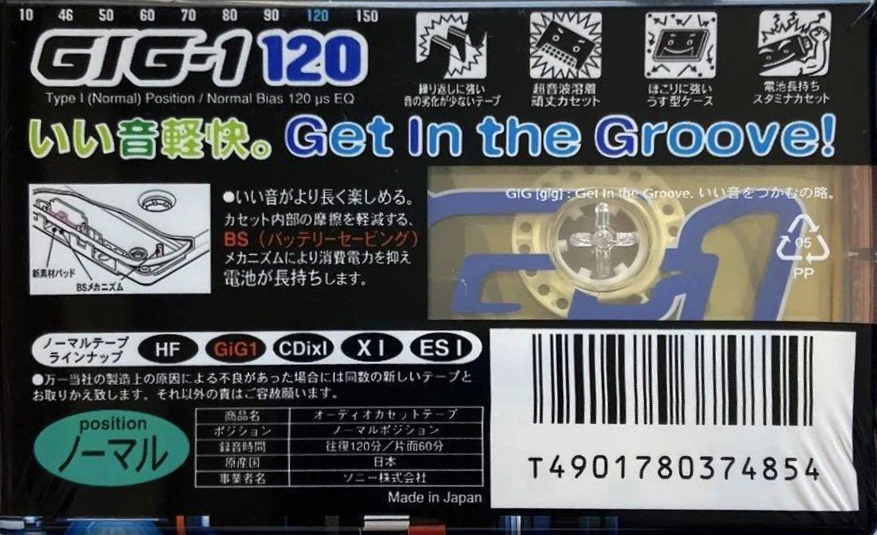 10 46 50 54 60 70 74 80 90 120 150
GIG-1 120
Type I (Normal) Position / Normal Bias 120 μs EQ
繰り返しに強い
音の劣化が少ないテープ
超音波溶着
頑丈カセット
ほこりに強い
うす型ケース
電池長持ち
スタミナカセット
いい音軽快。Get In the Groove!
新素材パッド
BSメカニズム
●いい音がより長く楽しめる。
カセット内部の摩擦を軽減する、
BS（バッテリーセービング）
メカニズムにより消費電力を抑え
電池が長持ちします。
GIG [gig] : Get In the Groove. いい音をつかむの略。
05
PP
ノーマルテープ
ラインナップ
HF GiG1 CDixI X I ES I
●万一当社の製造上の原因による不良があった場合には同数の新しいテープと
お取りかえ致します。それ以外の責はご容赦願います。
position
ノーマル
商品名 オーディオカセットテープ
ポジション ノーマルポジション
録音時間 往復120分／片面60分
原産国 日本
事業者名 ソニー株式会社
Made in Japan
T4901780374854